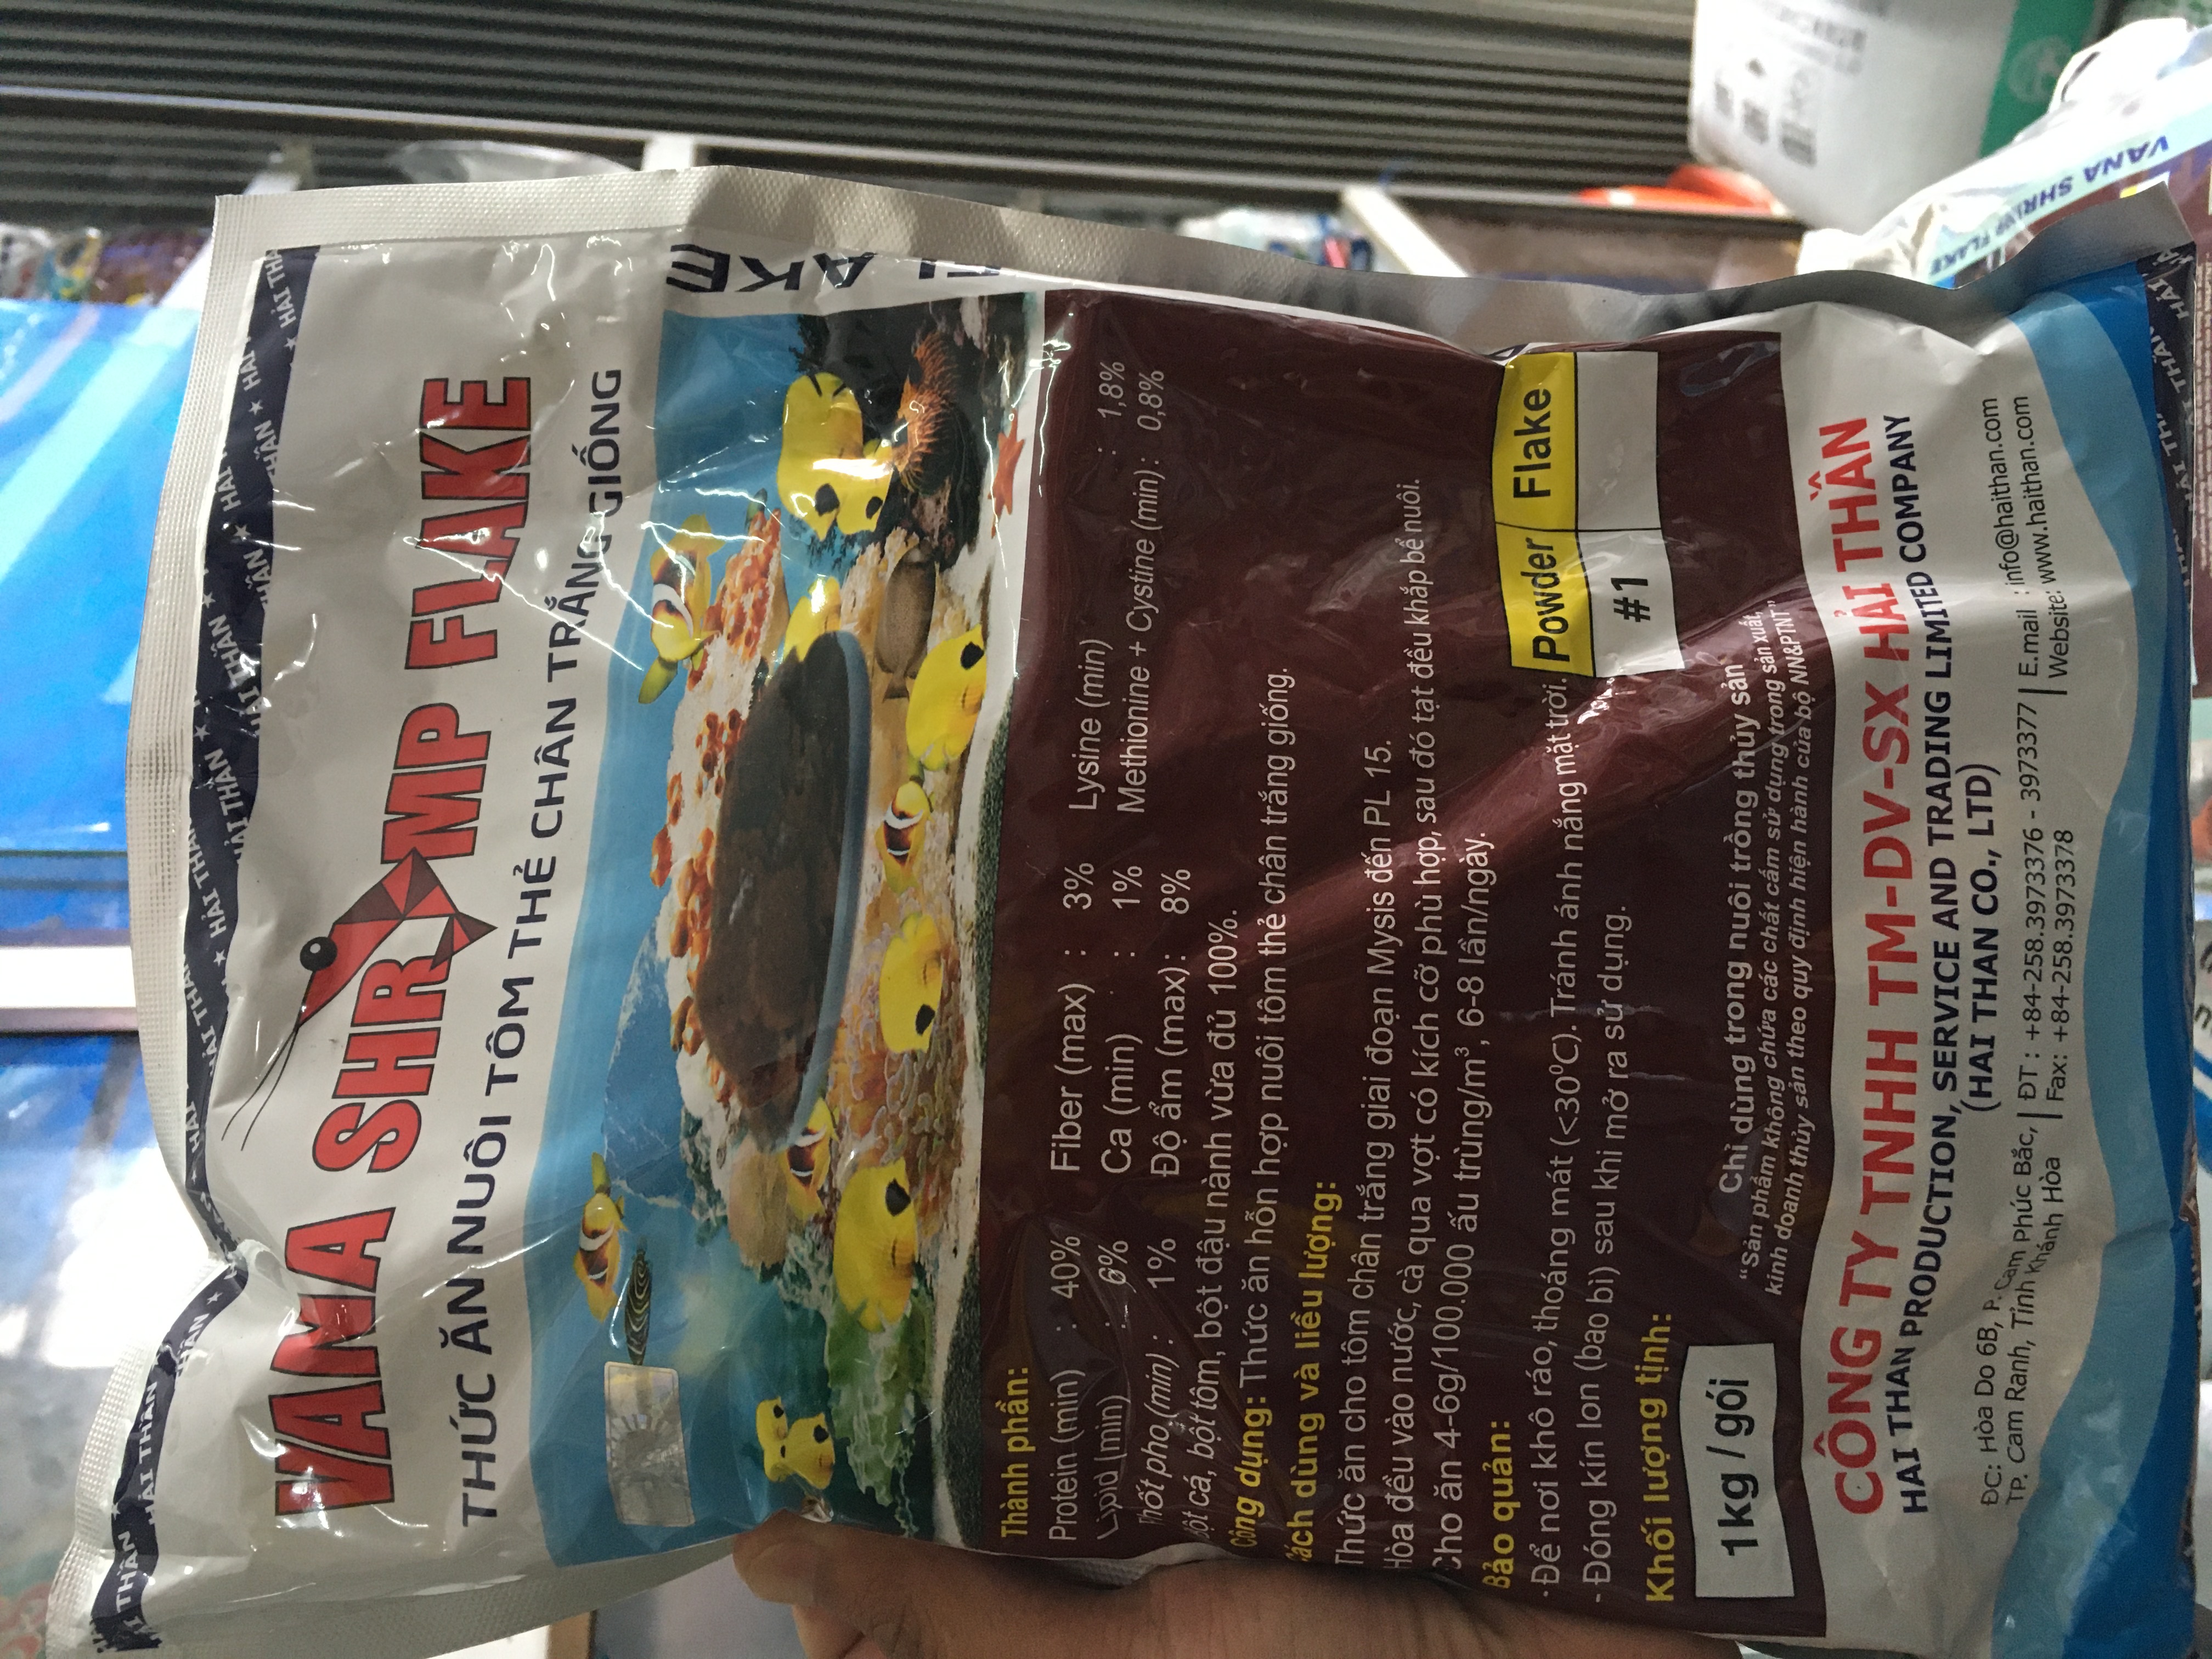 VANA SHRIMP FLAKE
THỨC ĂN NUÔI TÔM THẺ CHÂN TRẮNG GIỐNG
FLAKE
Thành phần:
Protein (min) : 40% Fiber (max) : 3% Lysine (min) : 1,8%
Lipid (min) : 6% Ca (min) : 1% Methionine + Cystine (min) : 0,8%
Phốt pho (min) : 1% Độ ẩm (max): 8%
Bột cá, bột tôm, bột đậu nành vừa đủ 100%.
Công dụng: Thức ăn hỗn hợp nuôi tôm thẻ chân trắng giống.
Cách dùng và liều lượng:
Thức ăn cho tôm chân trắng giai đoạn Mysis đến PL 15.
Hòa đều vào nước, cà qua vợt có kích cỡ phù hợp, sau đó tạt đều khắp bể nuôi.
Cho ăn 4-6g/100.000 ấu trùng/m³, 6-8 lần/ngày.
Bảo quản:
- Để nơi khô ráo, thoáng mát (<30⁰C). Tránh ánh nắng mặt trời.
- Đóng kín lon (bao bì) sau khi mở ra sử dụng.
Powder Flake
#1
Khối lượng tịnh:
1kg / gói
Chỉ dùng trong nuôi trồng thủy sản
"Sản phẩm không chứa các chất cấm sử dụng trong sản xuất,
kinh doanh thủy sản theo quy định hiện hành của bộ NN&PTNT"
CÔNG TY TNHH TM-DV-SX HẢI THẦN
HAI THAN PRODUCTION, SERVICE AND TRADING LIMITED COMPANY
(HAI THAN CO., LTD)
ĐC: Hòa Do 6B, P. Cam Phúc Bắc, | ĐT : +84-258.3973376 - 3973377 | E.mail : info@haithan.com
TP. Cam Ranh, Tỉnh Khánh Hòa | Fax: +84-258.3973378 | Website: www.haithan.com
VANA SHRIMP FLAKE